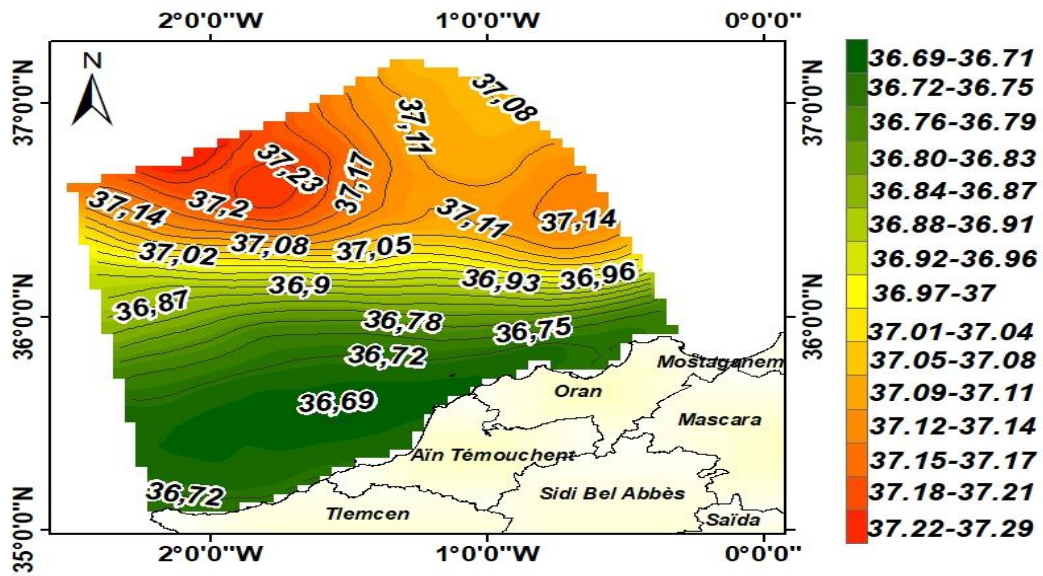 2°0'0"W 1°0'0"W 0°0'0"
N
37°0'0"N
36°0'0"N
35°0'0"N
37°0'0"N
36°0'0"N
35°0'0"N
37,08
37,11
37,23
37,17
37,14
37,2
37,11
37,14
37,02
37,08
37,05
36,9
36,93
36,96
36,87
36,78
36,75
36,72
36,69
36,72
Mostaganem
Oran
Mascara
Aïn Témouchent
Sidi Bel Abbès
Tlemcen
Saïda
2°0'0"W 1°0'0"W 0°0'0"
36.69-36.71
36.72-36.75
36.76-36.79
36.80-36.83
36.84-36.87
36.88-36.91
36.92-36.96
36.97-37
37.01-37.04
37.05-37.08
37.09-37.11
37.12-37.14
37.15-37.17
37.18-37.21
37.22-37.29